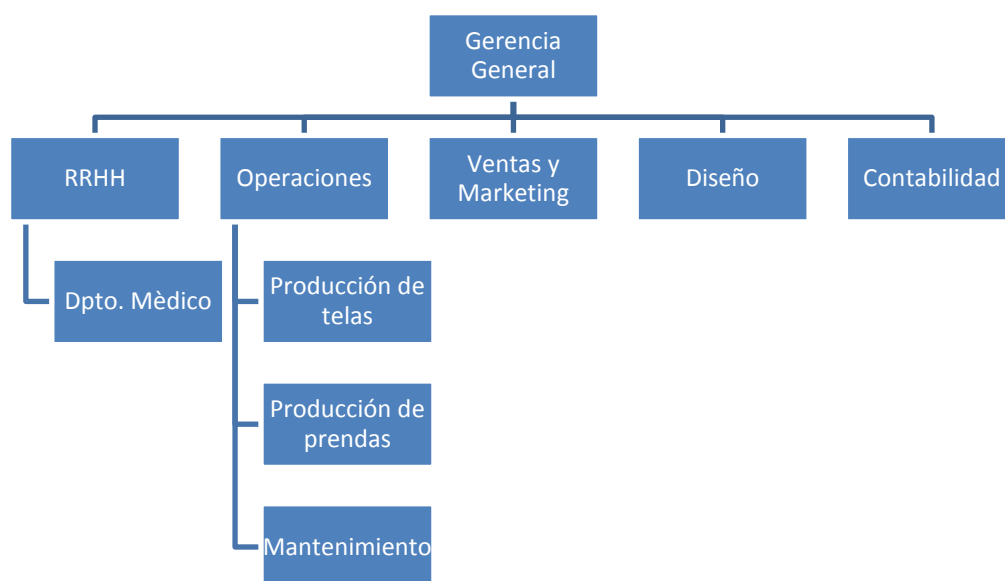 Gerencia
General
RRHH
Operaciones
Ventas y
Marketing
Diseño
Contabilidad
Dpto. Mèdico
Producción de
telas
Producción de
prendas
Mantenimiento